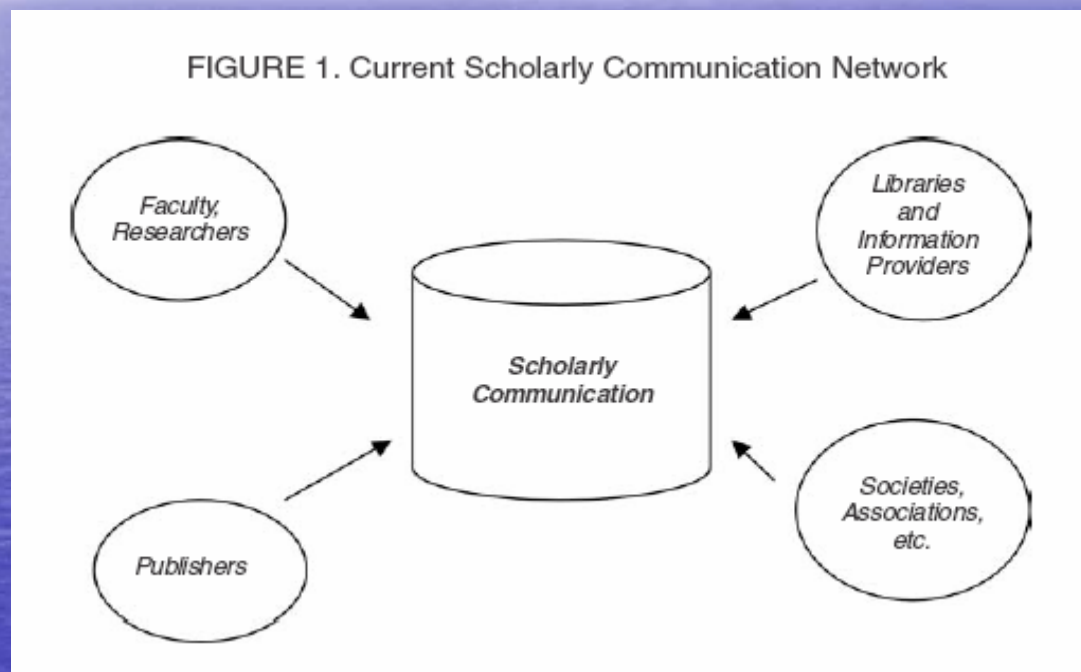 FIGURE 1. Current Scholarly Communication Network
Faculty,
Researchers
Libraries
and
Information
Providers
Scholarly
Communication
Publishers
Societies,
Associations,
etc.